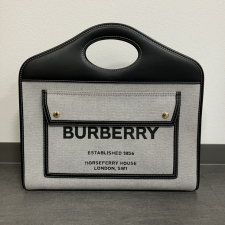 BURBERRY
ESTABLISHED 1856
HORSEFERRY HOUSE
LONDON, SW1